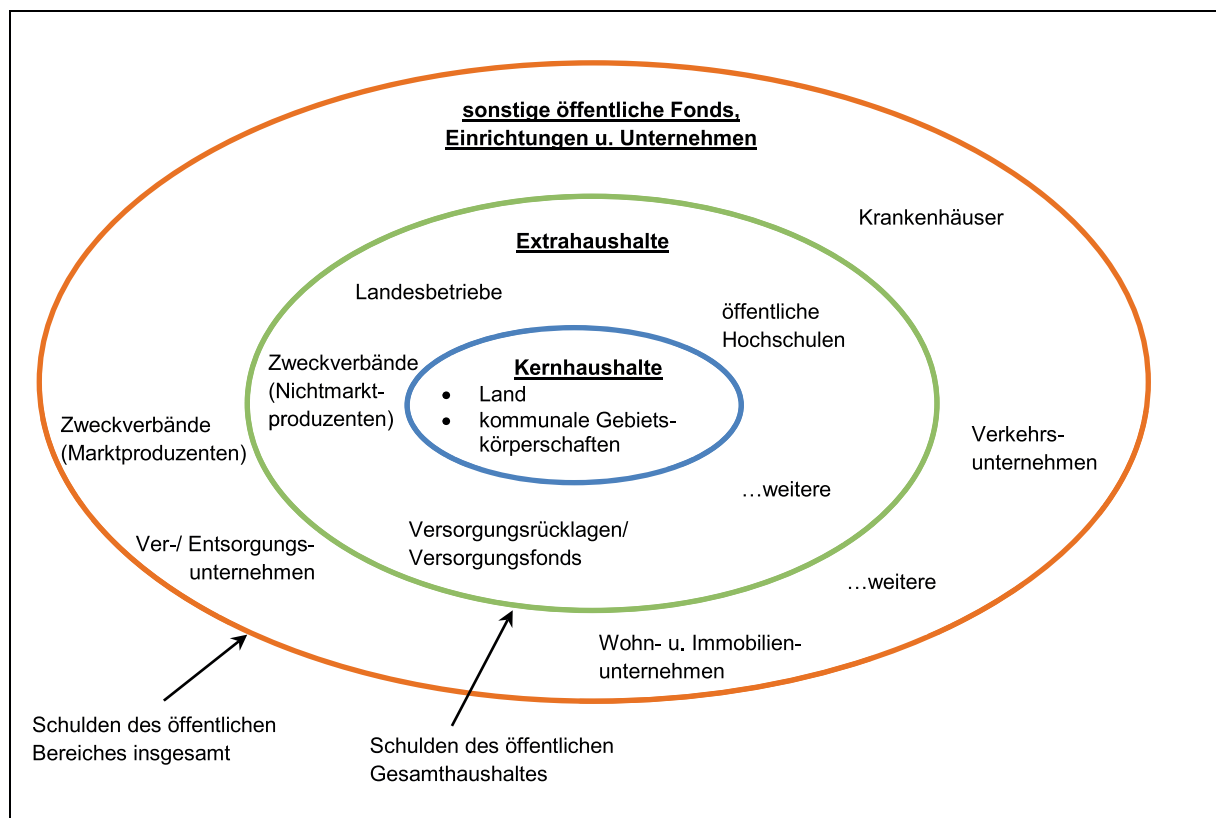 sonstige öffentliche Fonds,
Einrichtungen u. Unternehmen
Krankenhäuser
Extrahaushalte
Landesbetriebe
öffentliche
Hochschulen
Zweckverbände
(Nichtmarkt-
produzenten)
Kernhaushalte
• Land
• kommunale Gebiets-
körperschaften
Zweckverbände
(Marktproduzenten)
Verkehrs-
unternehmen
…weitere
Versorgungsrücklagen/
Versorgungsfonds
Ver-/ Entsorgungs-
unternehmen
…weitere
Wohn- u. Immobilien-
unternehmen
Schulden des öffentlichen
Bereiches insgesamt
Schulden des öffentlichen
Gesamthaushaltes